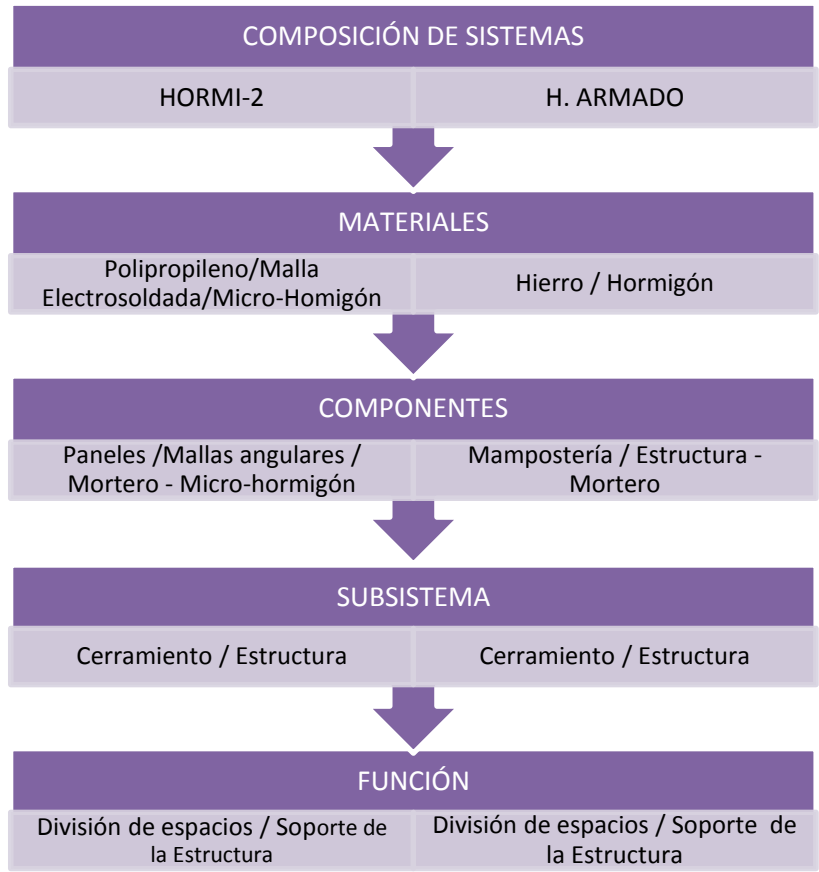 COMPOSICIÓN DE SISTEMAS
HORMI-2
H. ARMADO
MATERIALES
Polipropileno/Malla
Electrosoldada/Micro-Homigón
Hierro / Hormigón
COMPONENTES
Paneles /Mallas angulares /
Mortero - Micro-hormigón
Mampostería / Estructura -
Mortero
SUBSISTEMA
Cerramiento / Estructura
Cerramiento / Estructura
FUNCIÓN
División de espacios / Soporte de
la Estructura
División de espacios / Soporte de
la Estructura